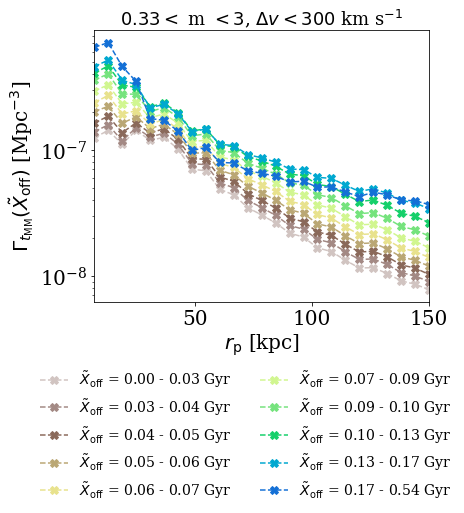 0.33 < m < 3, Δv < 300 km s⁻¹
Γ_{t_MM}(X̃_off) [Mpc⁻³]
10⁻⁷
10⁻⁸
50 100 150
r_p [kpc]
X̃_off = 0.00 - 0.03 Gyr X̃_off = 0.07 - 0.09 Gyr
X̃_off = 0.03 - 0.04 Gyr X̃_off = 0.09 - 0.10 Gyr
X̃_off = 0.04 - 0.05 Gyr X̃_off = 0.10 - 0.13 Gyr
X̃_off = 0.05 - 0.06 Gyr X̃_off = 0.13 - 0.17 Gyr
X̃_off = 0.06 - 0.07 Gyr X̃_off = 0.17 - 0.54 Gyr